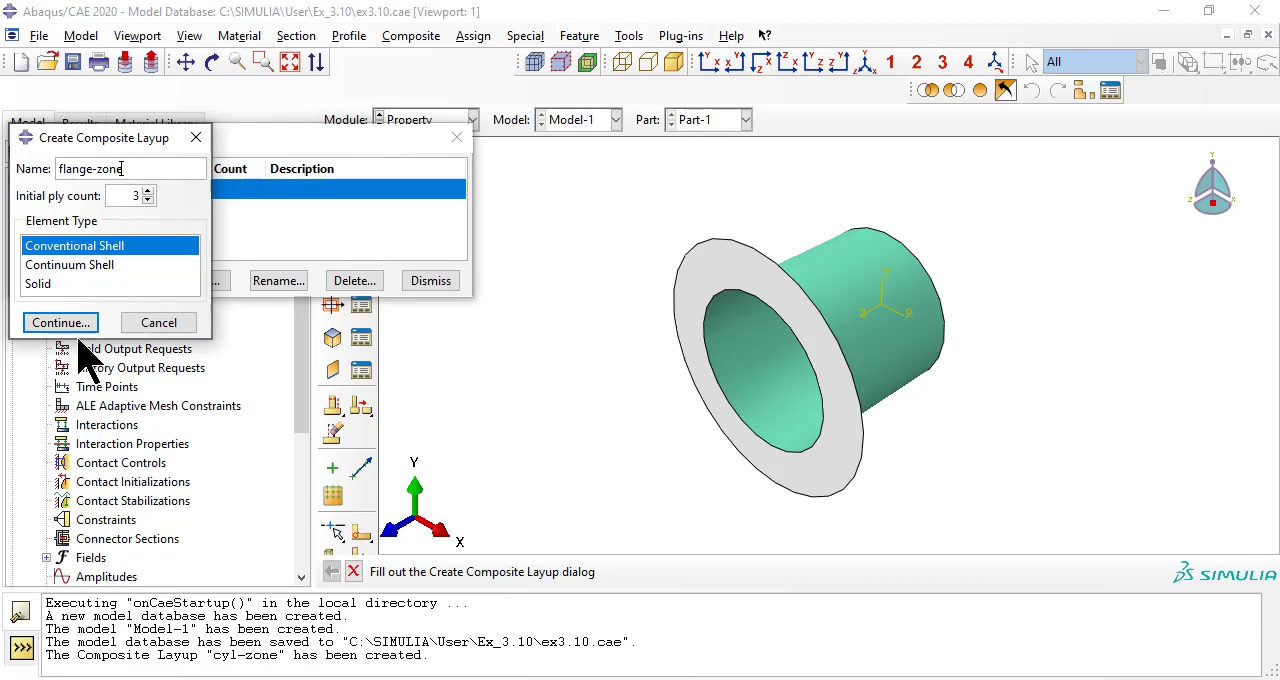 Abaqus/CAE 2020 - Model Database: C:\SIMULIA\User\Ex_3.10\ex3.10.cae [Viewport: 1]
File Model Viewport View Material Section Profile Composite Assign Special Feature Tools Plug-ins Help
1 2 3 4 All
Module: Property Model: Model-1 Part: Part-1
Model Results Material Library
Create Composite Layup
Name: flange-zone
Count Description
Initial ply count: 3
Element Type
Conventional Shell
Continuum Shell
Solid
... Rename... Delete... Dismiss
Continue... Cancel
Output Requests
Output Requests
Time Points
ALE Adaptive Mesh Constraints
Interactions
Interaction Properties
Contact Controls
Contact Initializations
Contact Stabilizations
Constraints
Connector Sections
Fields
Amplitudes
Y
Z X
T
Z R
Y
X
Fill out the Create Composite Layup dialog
SIMULIA
Executing "onCaeStartup()" in the local directory ...
A new model database has been created.
The model "Model-1" has been created.
The model database has been saved to "C:\SIMULIA\User\Ex_3.10\ex3.10.cae".
The Composite Layup "cyl-zone" has been created.